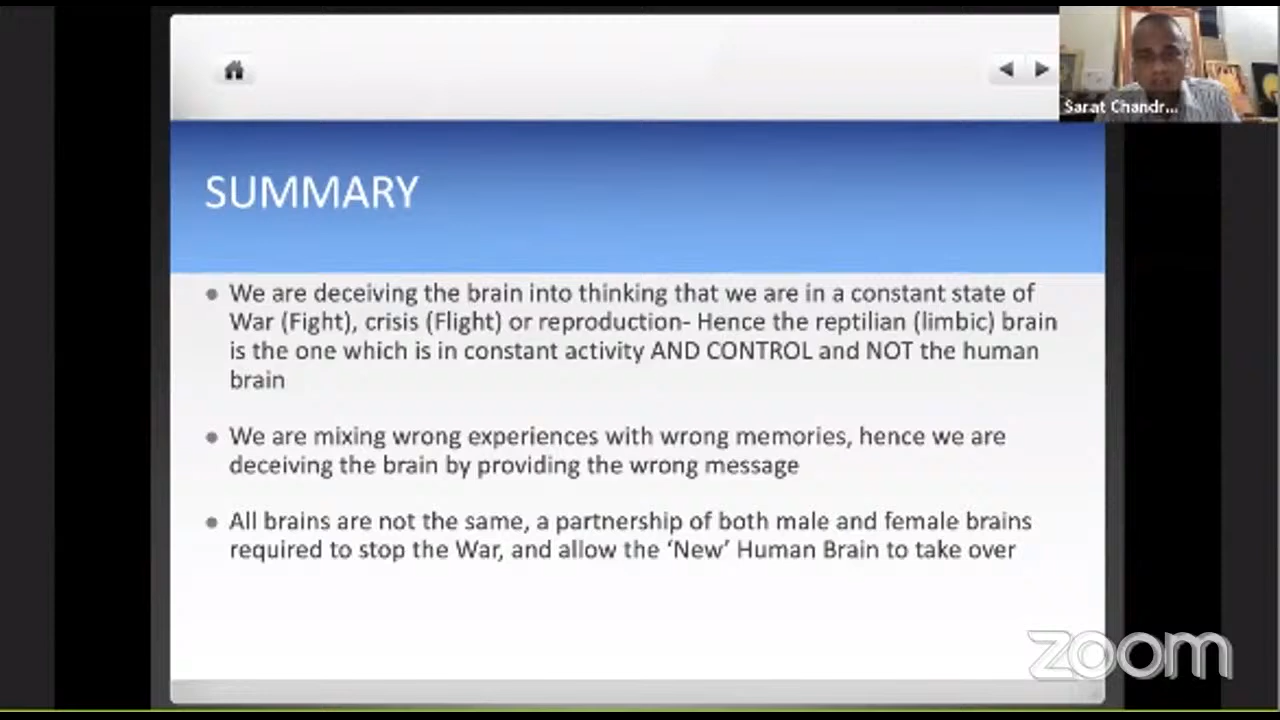 Sarat Chandr...
SUMMARY
We are deceiving the brain into thinking that we are in a constant state of
War (Fight), crisis (Flight) or reproduction- Hence the reptilian (limbic) brain
is the one which is in constant activity AND CONTROL and NOT the human
brain
We are mixing wrong experiences with wrong memories, hence we are
deceiving the brain by providing the wrong message
All brains are not the same, a partnership of both male and female brains
required to stop the War, and allow the ‘New’ Human Brain to take over
zoom